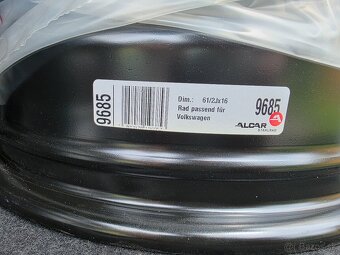 9685
Dim.: 61/2Jx16
Rad passend für
Volkswagen
9685
ALCAR